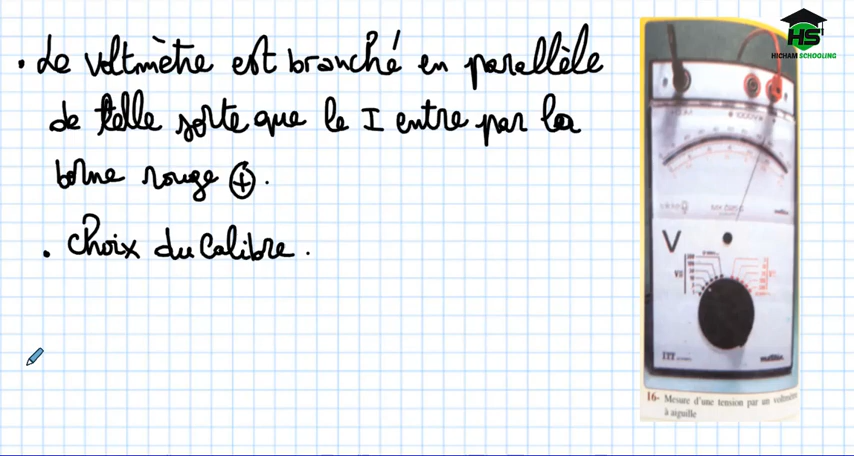 HS
HICHAM SCHOOLING
• Le voltmètre est branché en parallèle
de telle sorte que le I entre par la
borne rouge ⊕.
• Choix du calibre.
V
ITT
16- Mesure d'une tension par un voltmètre
à aiguille